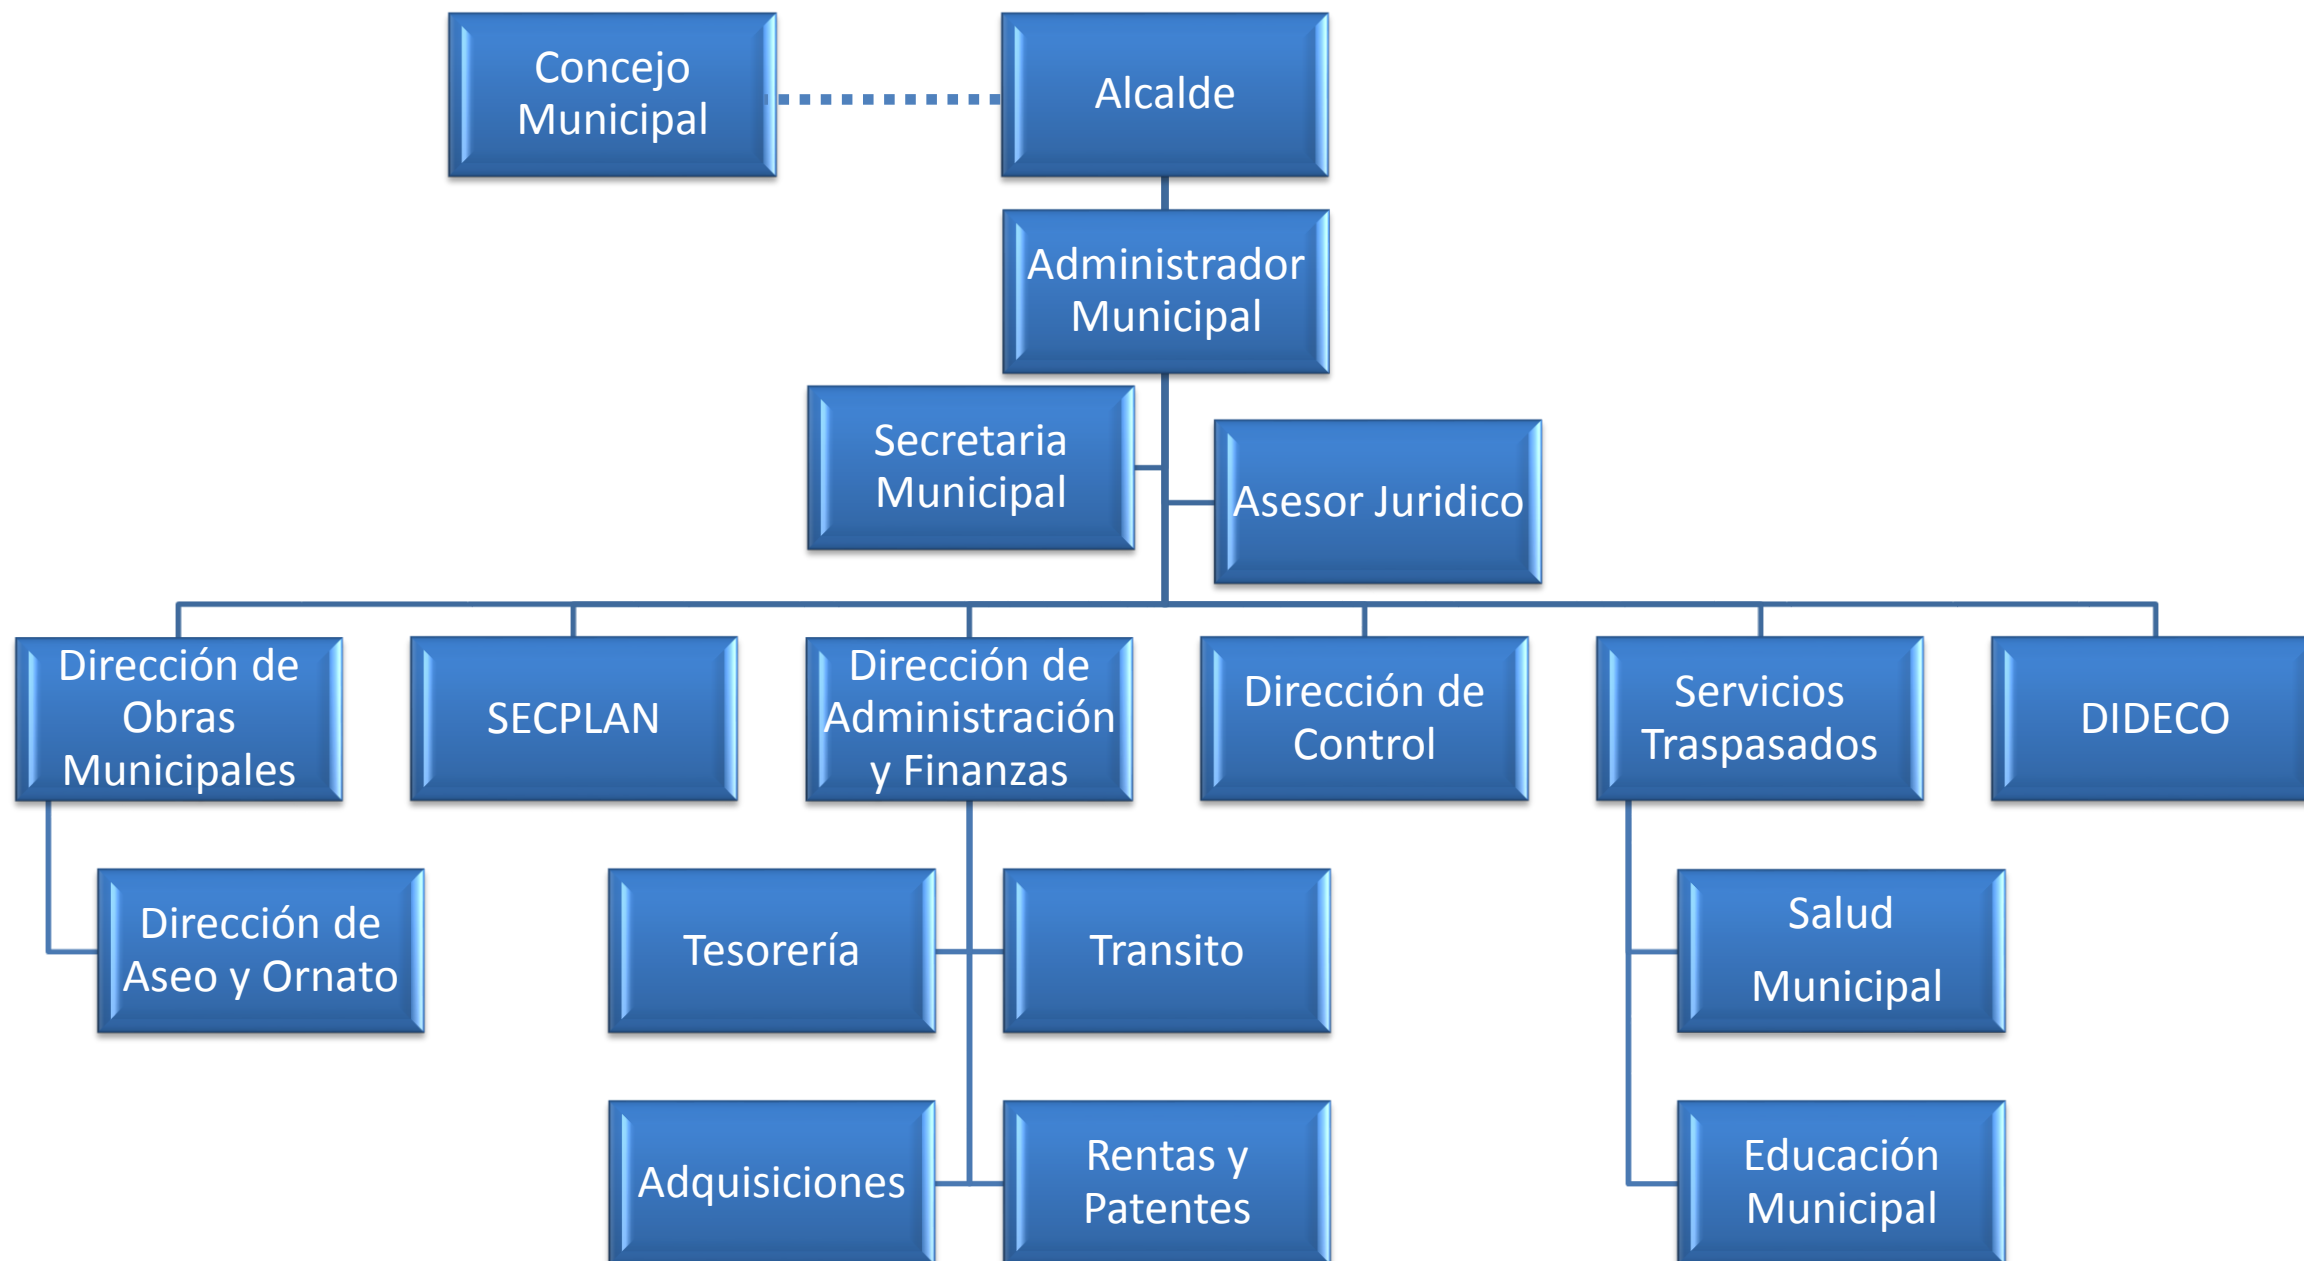 Concejo
Municipal
Alcalde
Administrador
Municipal
Secretaria
Municipal
Asesor Juridico
Dirección de
Obras
Municipales
SECPLAN
Dirección de
Administración
y Finanzas
Dirección de
Control
Servicios
Traspasados
DIDECO
Dirección de
Aseo y Ornato
Tesorería
Transito
Salud
Municipal
Adquisiciones
Rentas y
Patentes
Educación
Municipal